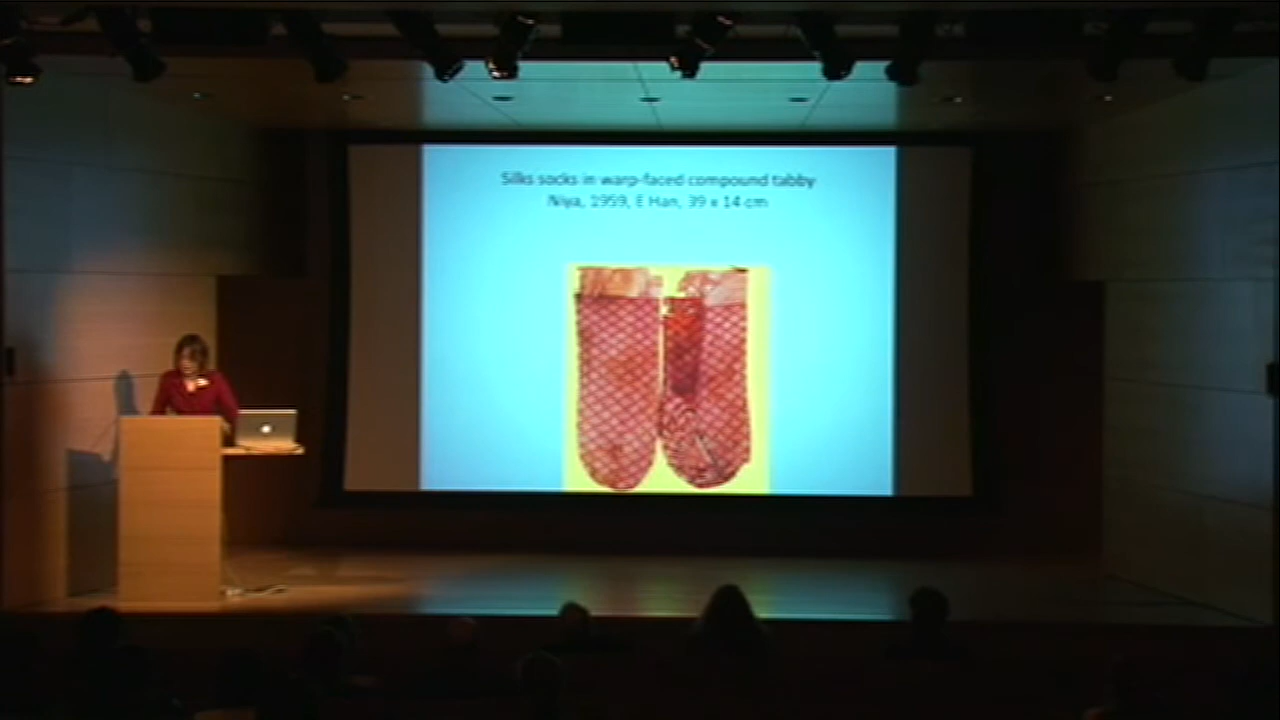 Silks socks in warp-faced compound tabby
Niya, 1959, E Han, 39 x 14 cm